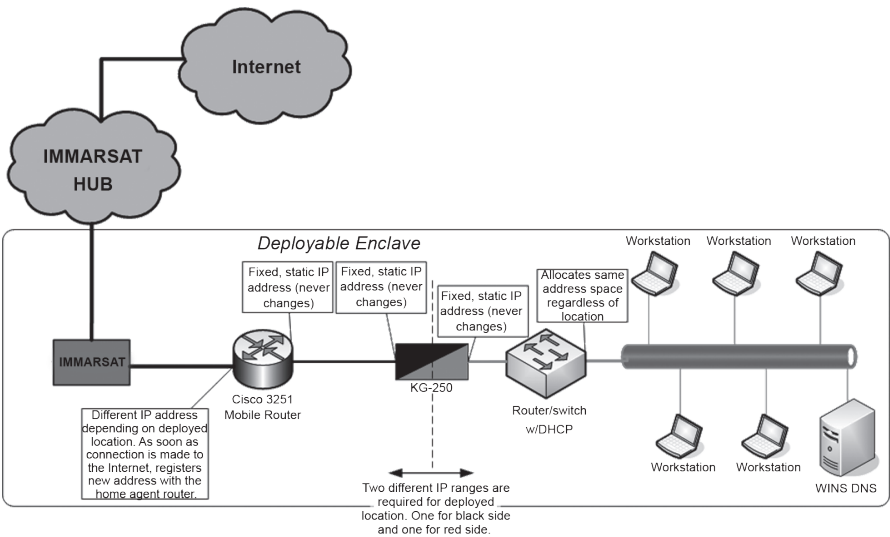 Internet
IMMARSAT
HUB
Deployable Enclave
Workstation
Workstation
Workstation
Fixed, static IP
address (never
changes)
Fixed, static IP
address (never
changes)
Fixed, static IP
address (never
changes)
Allocates same
address space
regardless of
location
IMMARSAT
Cisco 3251
Mobile Router
KG-250
Router/switch
w/DHCP
Different IP address
depending on deployed
location. As soon as
connection is made to
the Internet, registers
new address with the
home agent router.
Workstation
Workstation
WINS DNS
Two different IP ranges are
required for deployed
location. One for black side
and one for red side.